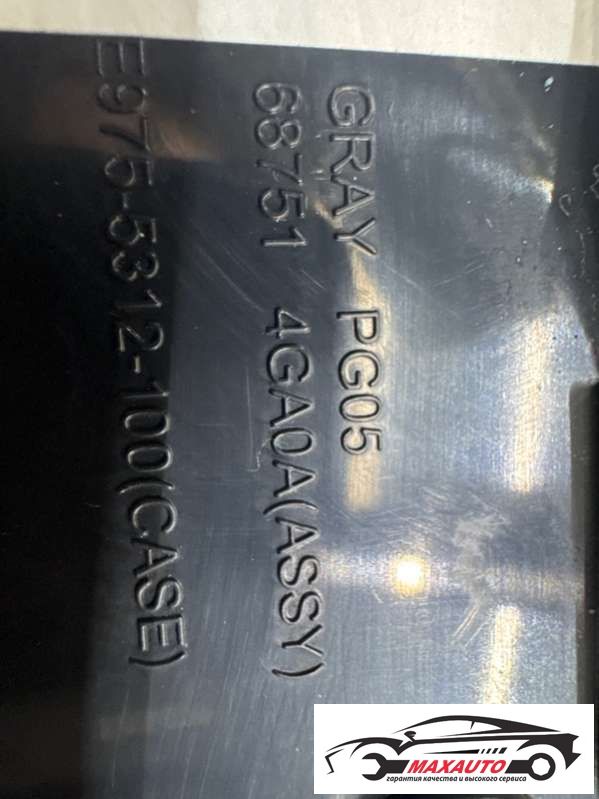 GRAY PG05
68751 4GA0A(ASSY)
E975-5312-100(CASE)
MAXAUTO
гарантия качества и высокого сервиса